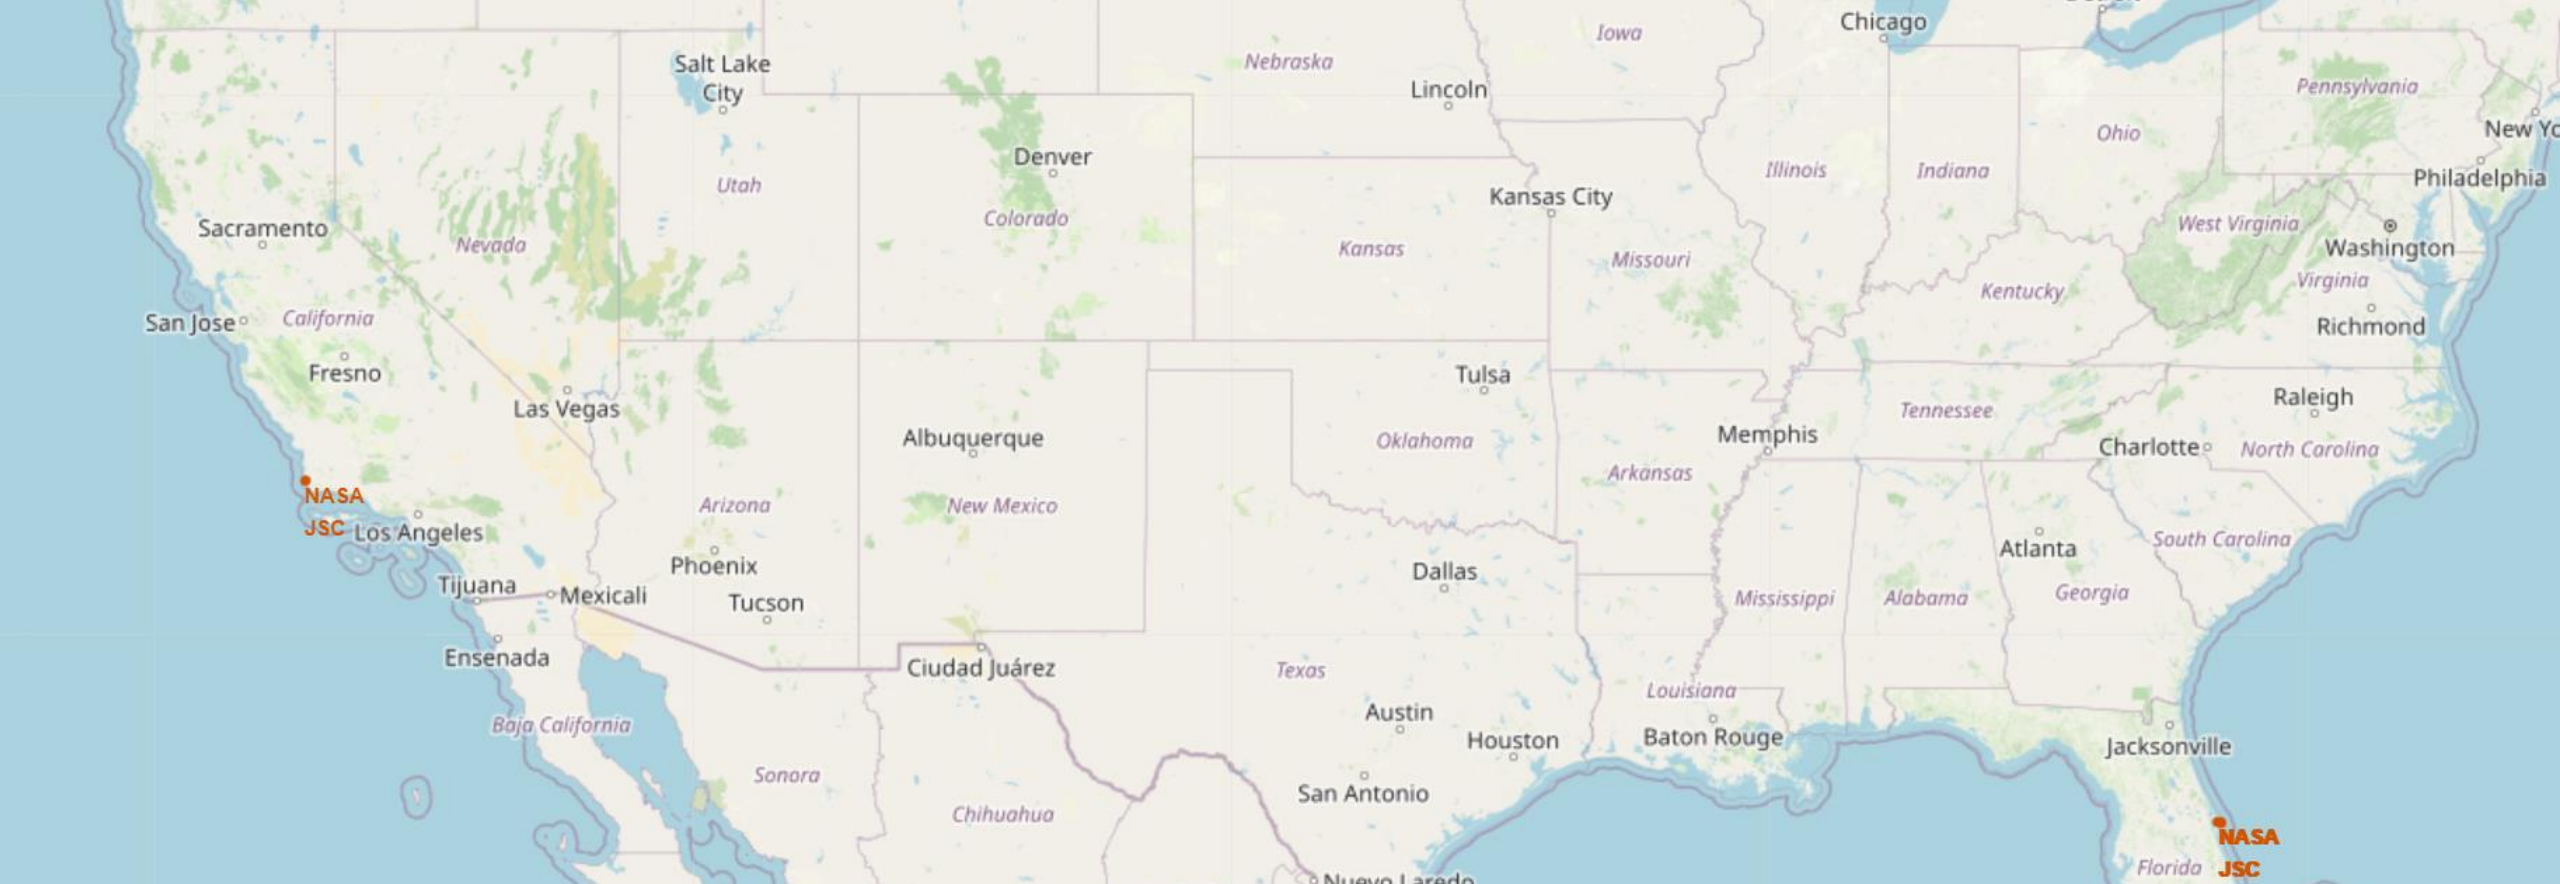 Chicago
Iowa
Salt Lake
City
Nebraska
Lincoln
Pennsylvania
Ohio
New Yo
Denver
Utah
Illinois
Indiana
Philadelphia
Kansas City
Colorado
Sacramento
Nevada
West Virginia
Washington
Kansas
Missouri
Virginia
Kentucky
San Jose
California
Richmond
Fresno
Tulsa
Las Vegas
Raleigh
Tennessee
Albuquerque
Oklahoma
Memphis
Charlotte
North Carolina
Arkansas
NASA
JSC
Arizona
New Mexico
Los Angeles
South Carolina
Atlanta
Phoenix
Dallas
Tijuana
Mexicali
Tucson
Mississippi
Alabama
Georgia
Ensenada
Ciudad Juárez
Texas
Louisiana
Baja California
Austin
Houston
Baton Rouge
Jacksonville
Sonora
San Antonio
Chihuahua
NASA
JSC
Florida
Nuevo Laredo